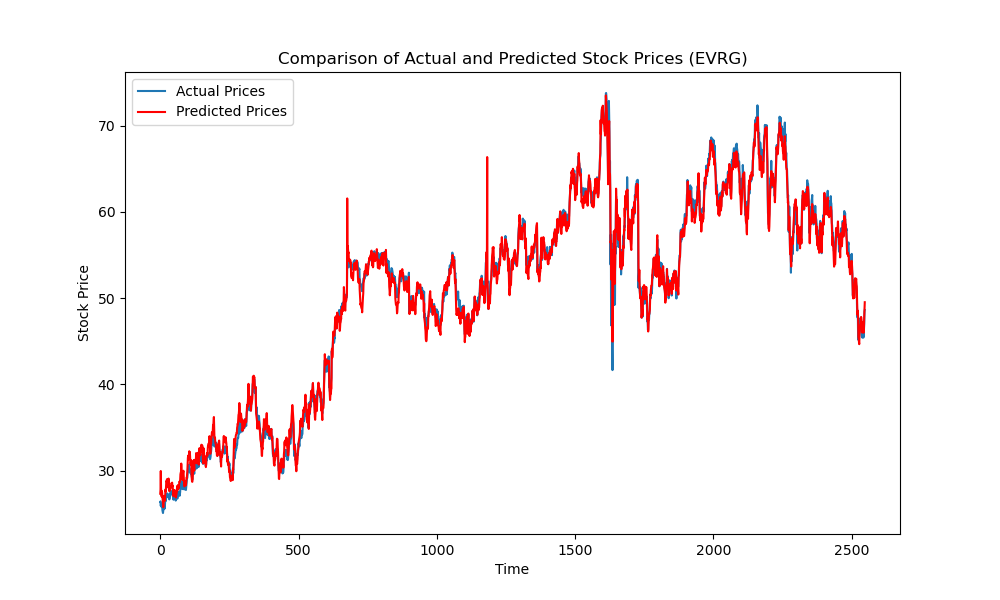 Comparison of Actual and Predicted Stock Prices (EVRG)
Actual Prices
Predicted Prices
Stock Price
70
60
50
40
30
0 500 1000 1500 2000 2500
Time